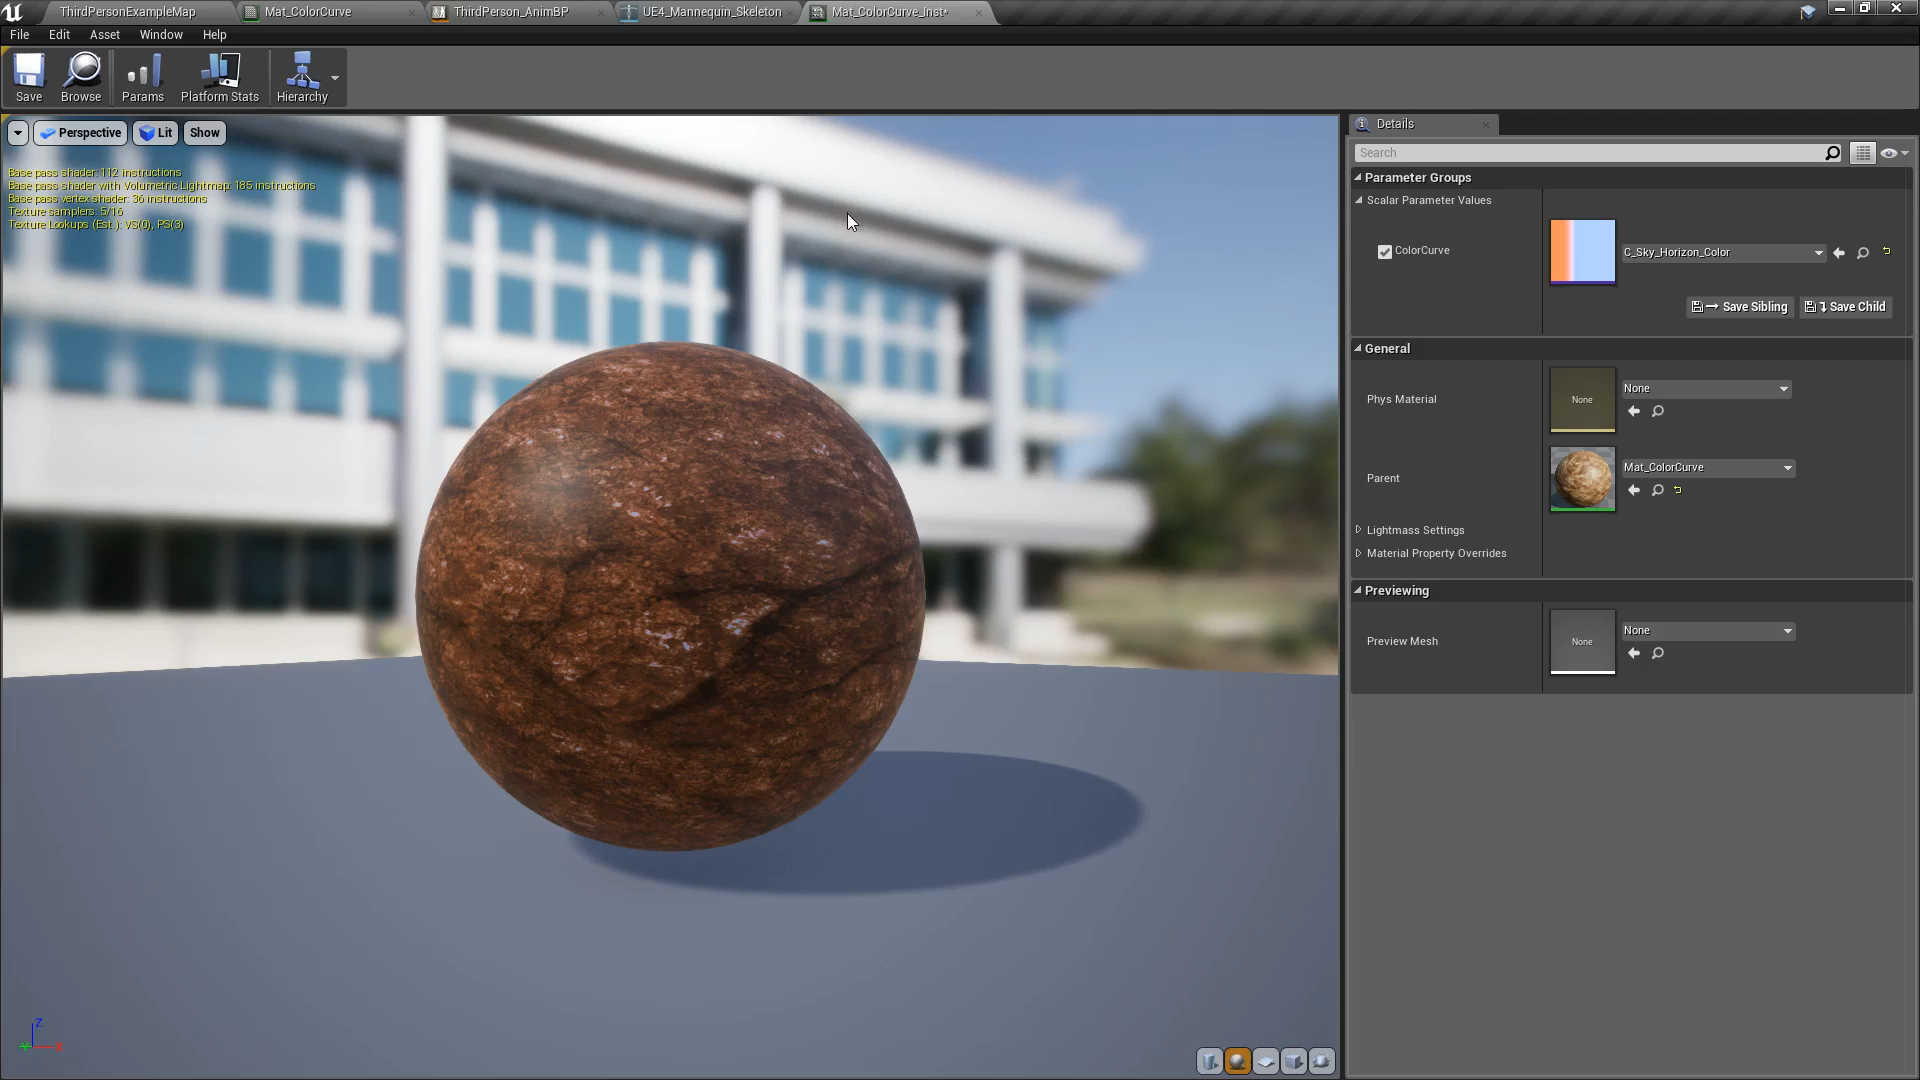 ThirdPersonExampleMap
Mat_ColorCurve
ThirdPerson_AnimBP
UE4_Mannequin_Skeleton
Mat_ColorCurve_Inst*
File Edit Asset Window Help
Save Browse Params Platform Stats Hierarchy
Perspective Lit Show
Base pass shader: 112 instructions
Base pass shader with Volumetric Lightmap: 185 instructions
Base pass vertex shader: 36 instructions
Texture samplers: 5/16
Texture Lookups (Est.): VS(0), PS(3)
Z
Y X
Details
Search
Parameter Groups
Scalar Parameter Values
ColorCurve
C_Sky_Horizon_Color
Save Sibling Save Child
General
Phys Material
None
None
Parent
Mat_ColorCurve
Lightmass Settings
Material Property Overrides
Previewing
Preview Mesh
None
None